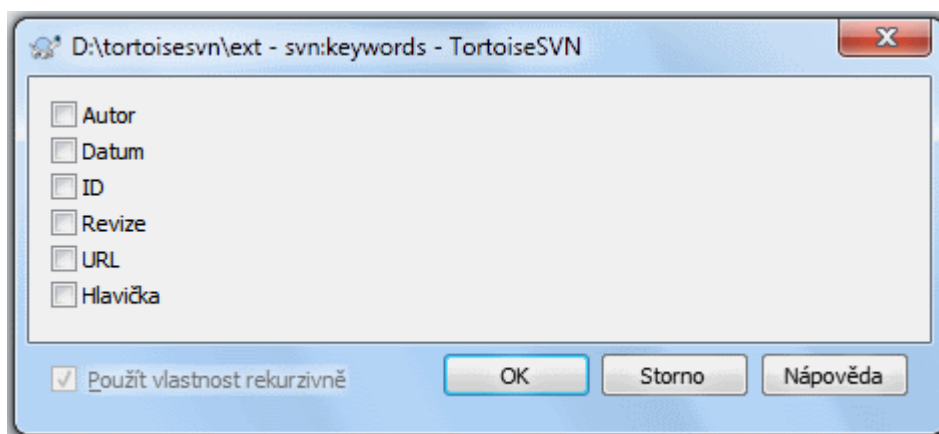 D:\tortoisesvn\ext - svn:keywords - TortoiseSVN
Autor
Datum
ID
Revize
URL
Hlavička
Použít vlastnost rekurzivně
OK
Storno
Nápověda